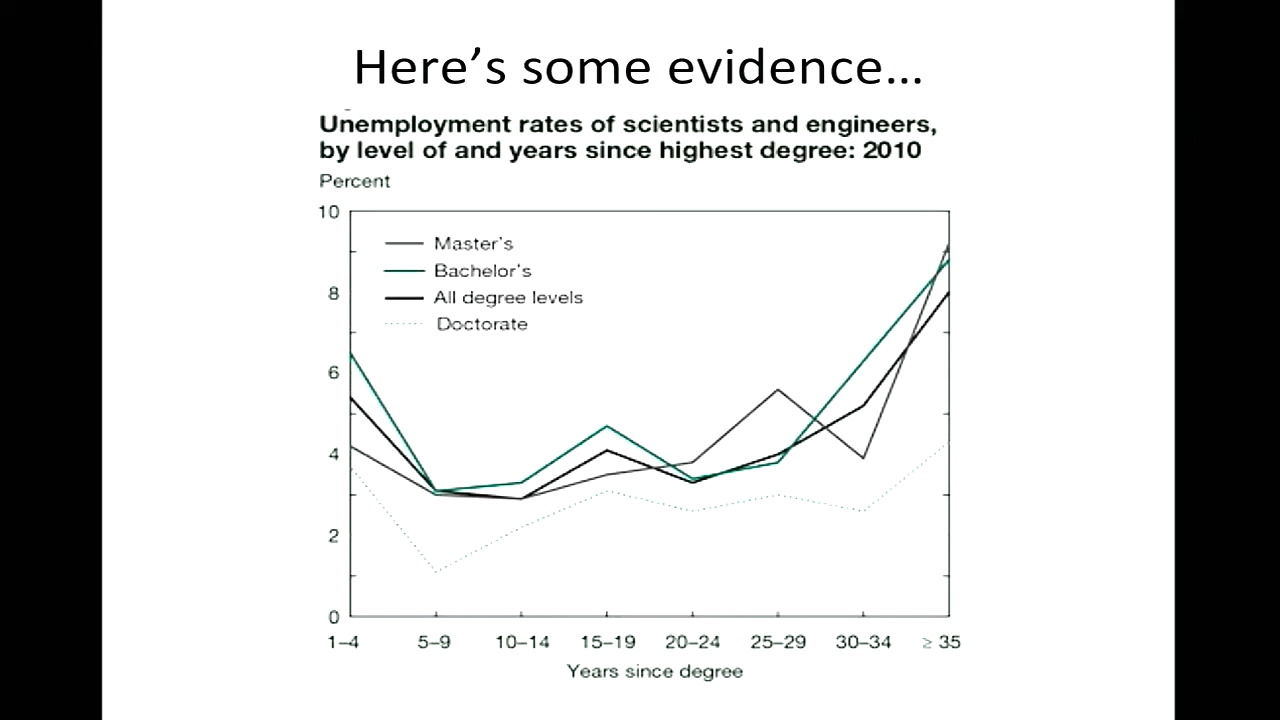 Here’s some evidence…
Unemployment rates of scientists and engineers,
by level of and years since highest degree: 2010
Percent
10
8
6
4
2
0
Master's
Bachelor's
All degree levels
Doctorate
1–4 5–9 10–14 15–19 20–24 25–29 30–34 ≥ 35
Years since degree